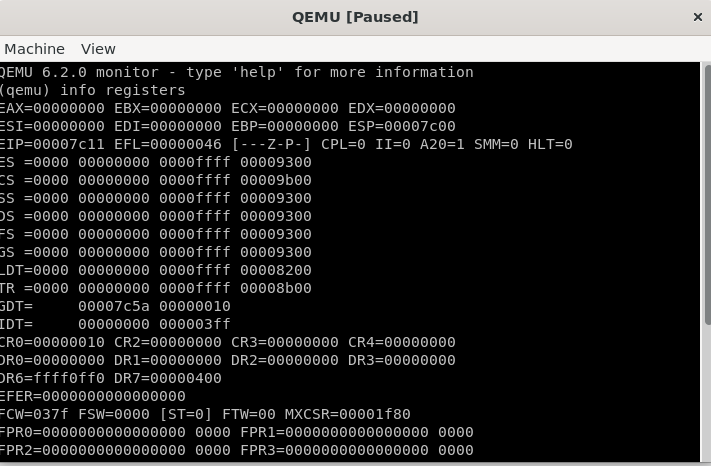 QEMU [Paused]
×
Machine View
QEMU 6.2.0 monitor - type 'help' for more information
(qemu) info registers
EAX=00000000 EBX=00000000 ECX=00000000 EDX=00000000
ESI=00000000 EDI=00000000 EBP=00000000 ESP=00007c00
EIP=00007c11 EFL=00000046 [---Z-P-] CPL=0 II=0 A20=1 SMM=0 HLT=0
ES =0000 00000000 0000ffff 00009300
CS =0000 00000000 0000ffff 00009b00
SS =0000 00000000 0000ffff 00009300
DS =0000 00000000 0000ffff 00009300
FS =0000 00000000 0000ffff 00009300
GS =0000 00000000 0000ffff 00009300
LDT=0000 00000000 0000ffff 00008200
TR =0000 00000000 0000ffff 00008b00
GDT=     00007c5a 00000010
IDT=     00000000 000003ff
CR0=00000010 CR2=00000000 CR3=00000000 CR4=00000000
DR0=00000000 DR1=00000000 DR2=00000000 DR3=00000000
DR6=ffff0ff0 DR7=00000400
EFER=0000000000000000
FCW=037f FSW=0000 [ST=0] FTW=00 MXCSR=00001f80
FPR0=0000000000000000 0000 FPR1=0000000000000000 0000
FPR2=0000000000000000 0000 FPR3=0000000000000000 0000